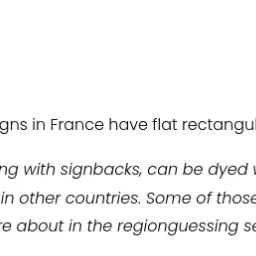 gns in France have flat rectangul
ng with signbacks, can be dyed
in other countries. Some of those
re about in the regionguessing se